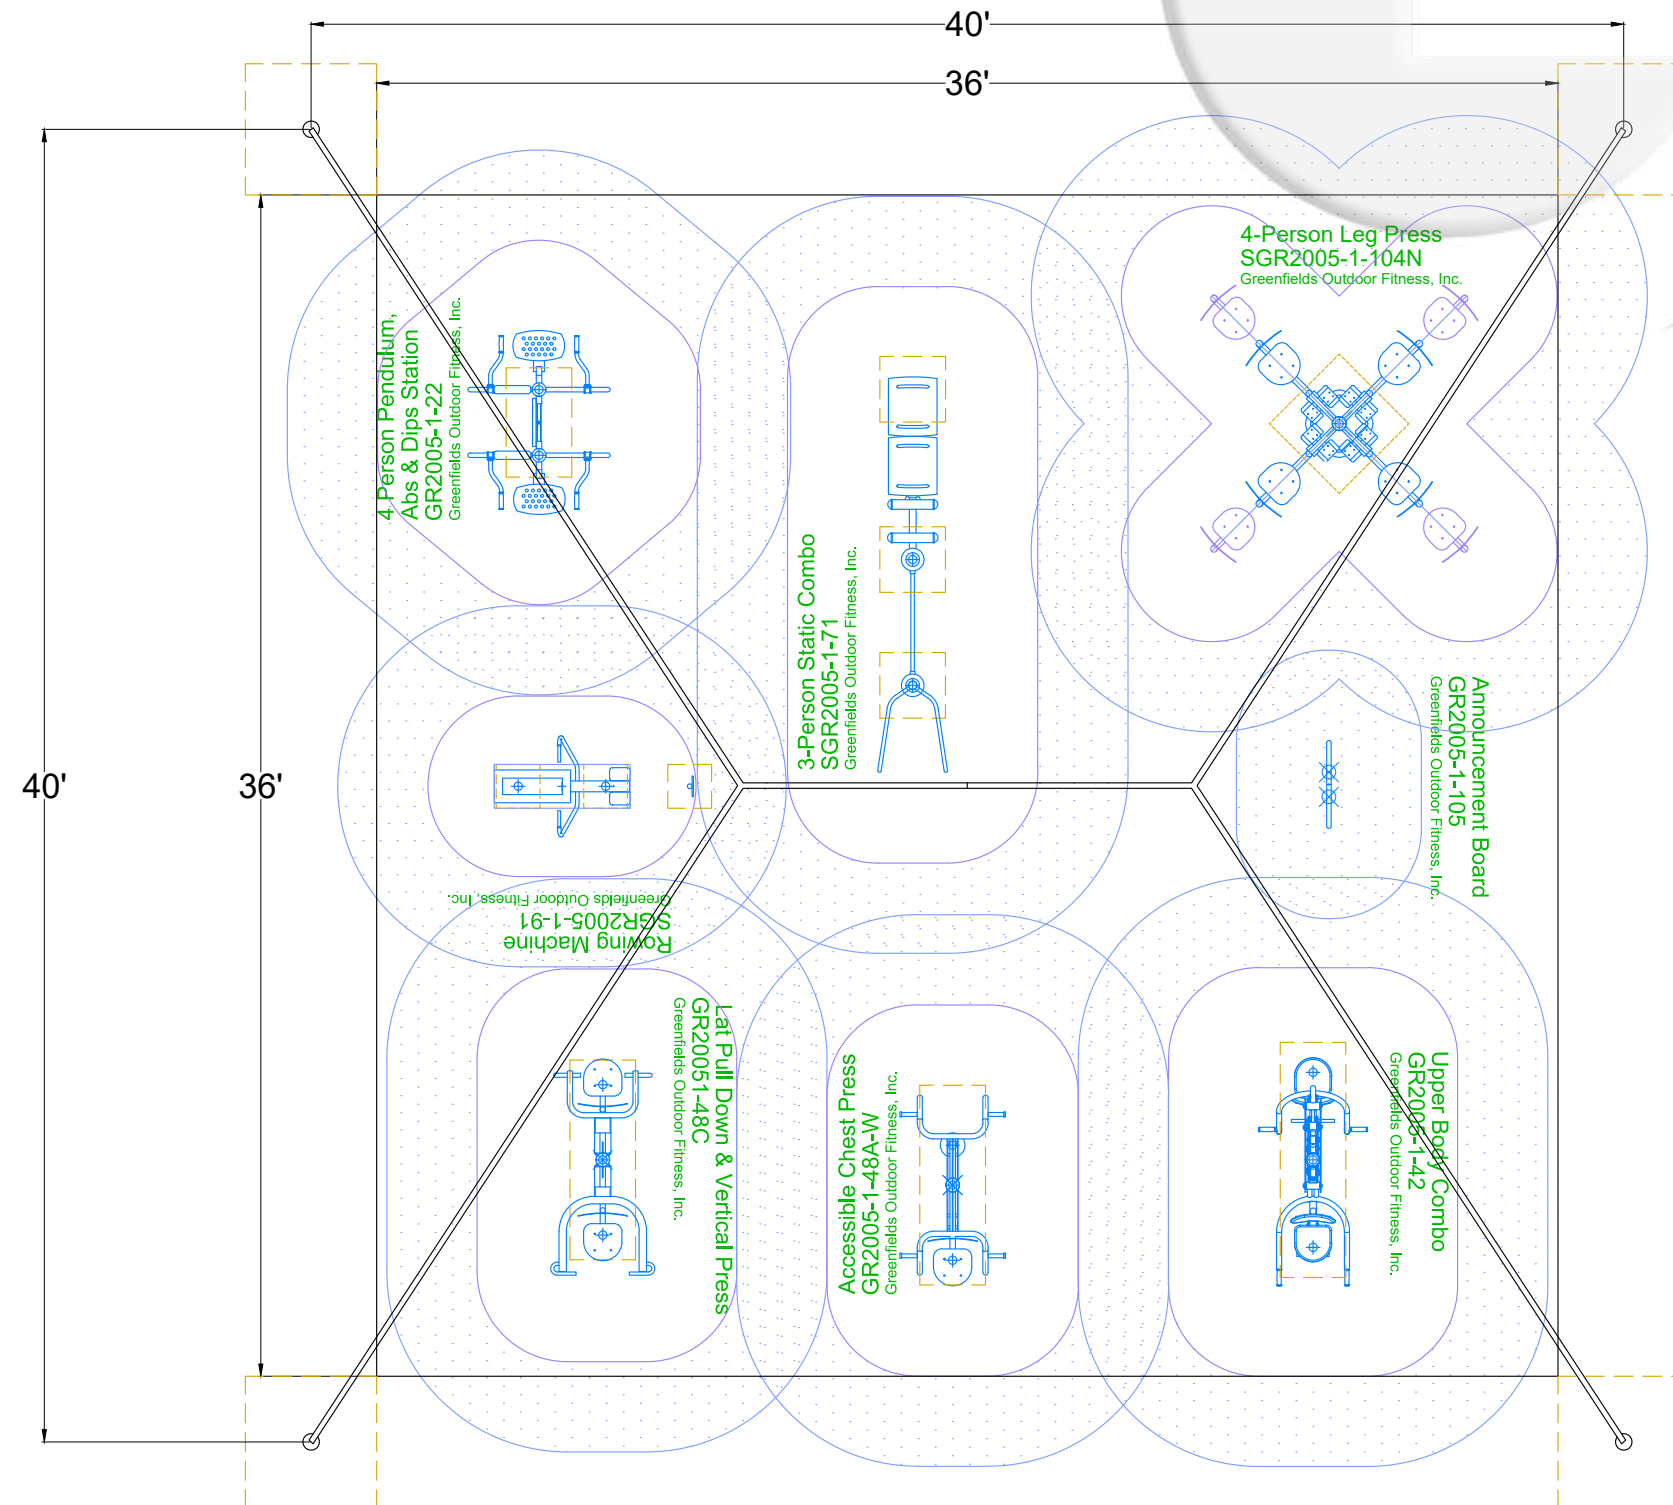 40'
36'
40'
36'
4 Person Pendulum,
Abs & Dips Station
GR2005-1-22
Greenfields Outdoor Fitness, Inc.
3-Person Static Combo
SGR2005-1-71
Greenfields Outdoor Fitness, Inc.
4-Person Leg Press
SGR2005-1-104N
Greenfields Outdoor Fitness, Inc.
Announcement Board
GR2005-1-105
Greenfields Outdoor Fitness, Inc.
Rowing Machine
SGR2005-1-91
Greenfields Outdoor Fitness, Inc.
Lat Pull Down & Vertical Press
GR20051-48C
Greenfields Outdoor Fitness, Inc.
Accessible Chest Press
GR2005-1-48A-W
Greenfields Outdoor Fitness, Inc.
Upper Body Combo
GR2005-1-42
Greenfields Outdoor Fitness, Inc.